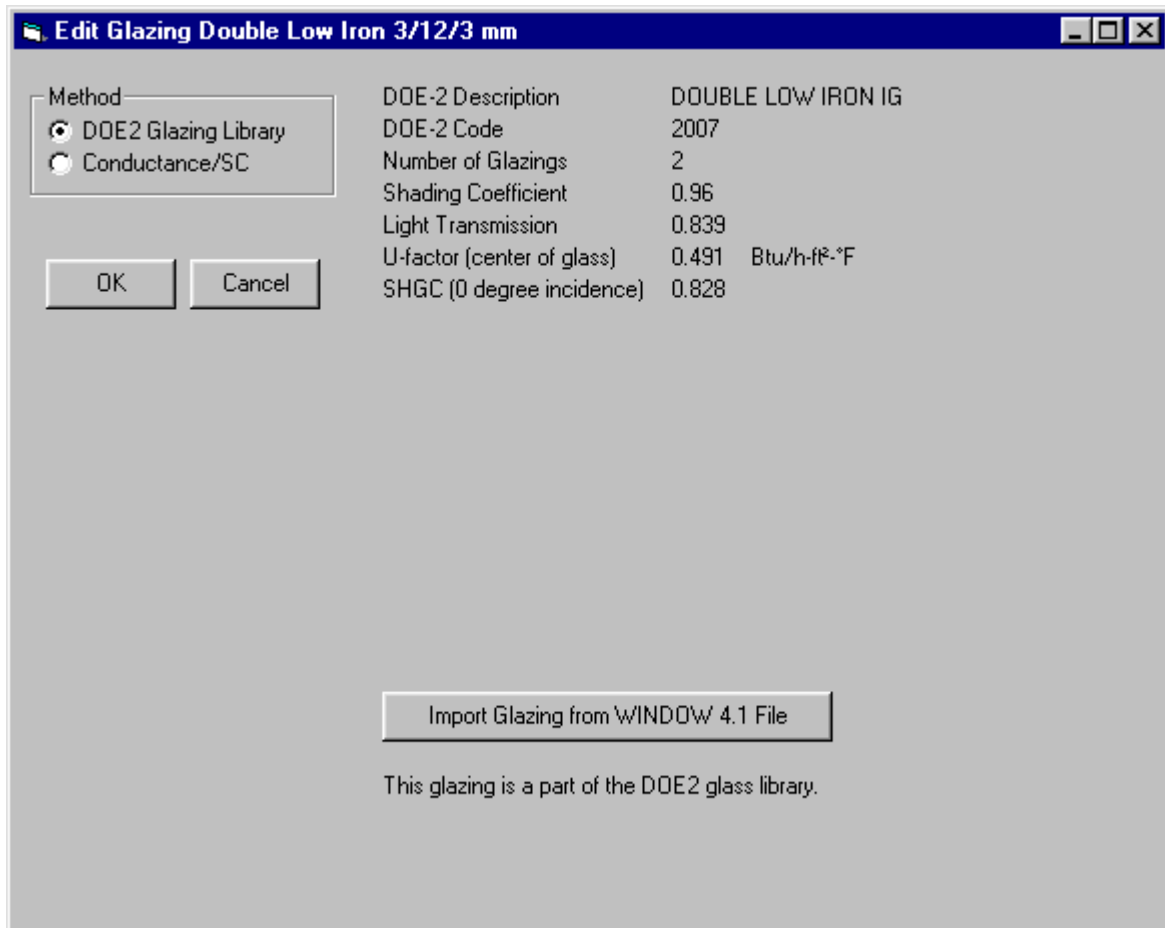 Edit Glazing Double Low Iron 3/12/3 mm
Method
DOE2 Glazing Library
Conductance/SC
OK
Cancel
DOE-2 Description DOUBLE LOW IRON IG
DOE-2 Code 2007
Number of Glazings 2
Shading Coefficient 0.96
Light Transmission 0.839
U-factor (center of glass) 0.491 Btu/h-ft²-°F
SHGC (0 degree incidence) 0.828
Import Glazing from WINDOW 4.1 File
This glazing is a part of the DOE2 glass library.